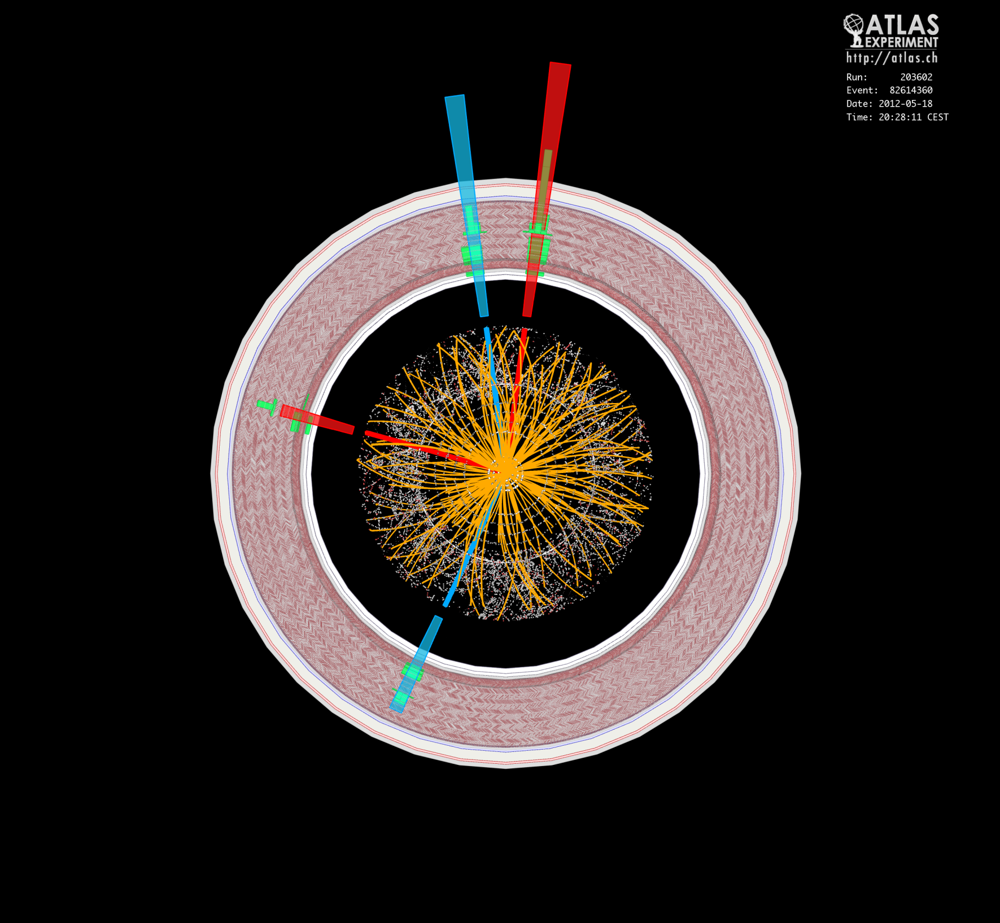 ATLAS
EXPERIMENT
http://atlas.ch
Run: 203602
Event: 82614360
Date: 2012-05-18
Time: 20:28:11 CEST